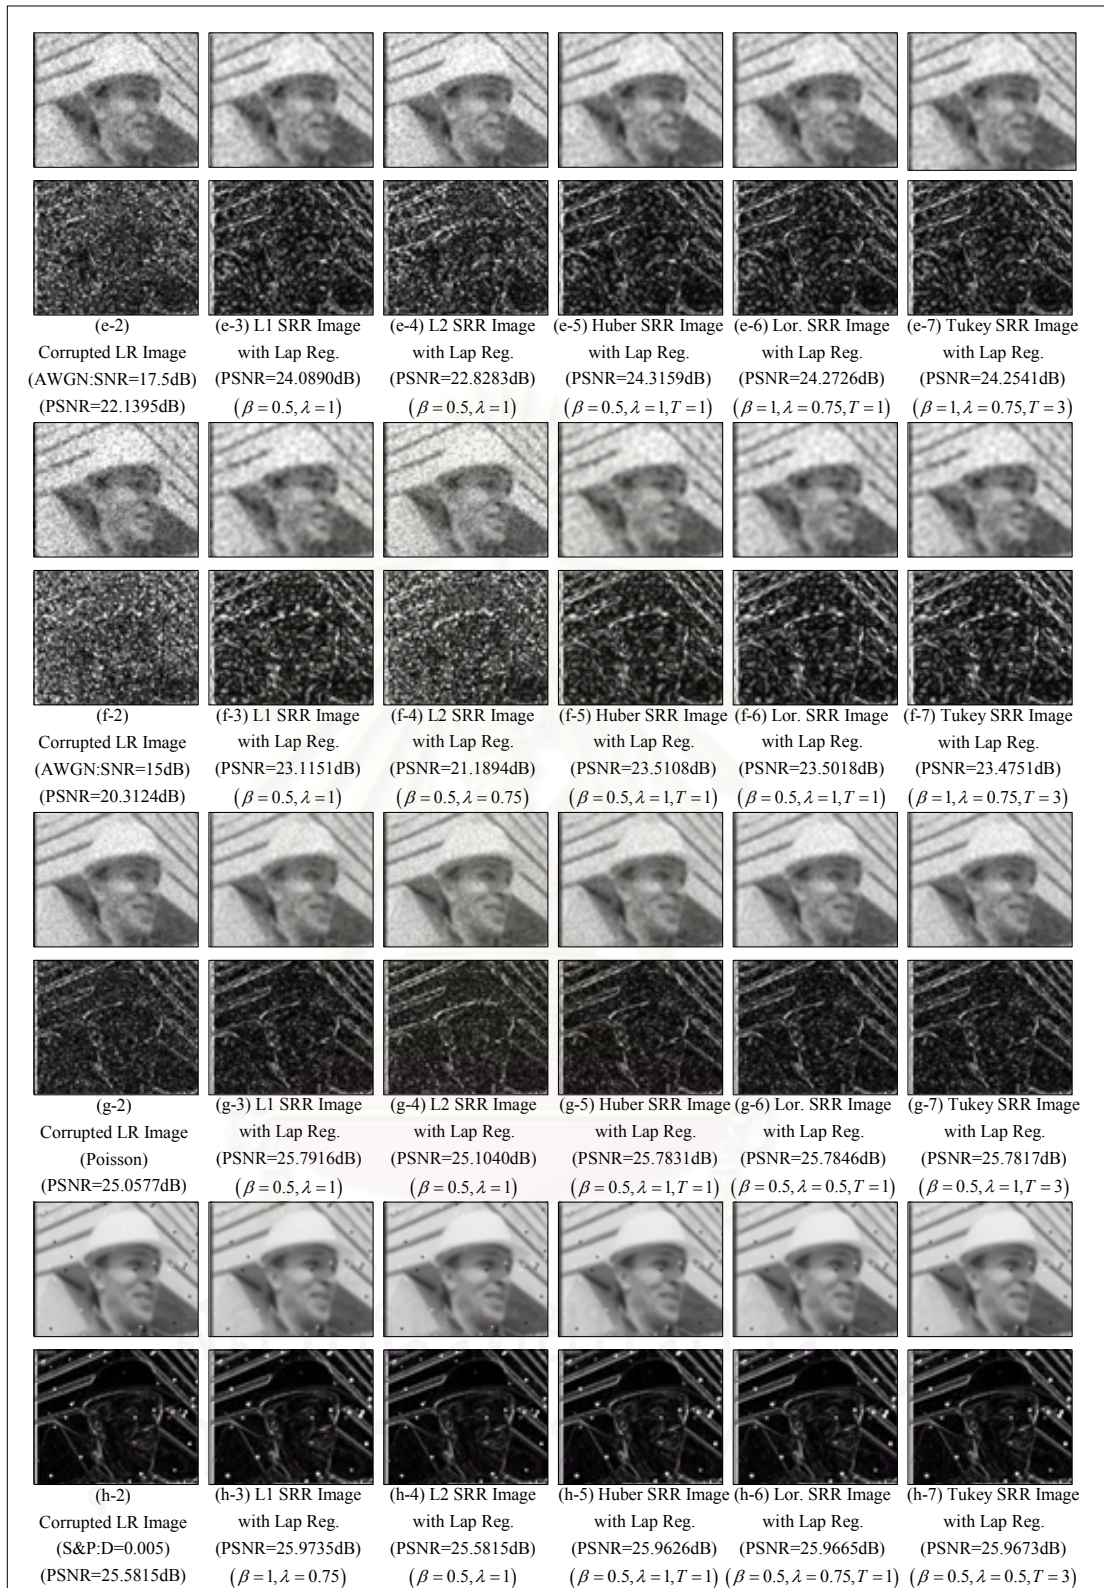 (e-2)
Corrupted LR Image
(AWGN:SNR=17.5dB)
(PSNR=22.1395dB)
(e-3) L1 SRR Image
with Lap Reg.
(PSNR=24.0890dB)
(β = 0.5, λ = 1)
(e-4) L2 SRR Image
with Lap Reg.
(PSNR=22.8283dB)
(β = 0.5, λ = 1)
(e-5) Huber SRR Image
with Lap Reg.
(PSNR=24.3159dB)
(β = 0.5, λ = 1, T = 1)
(e-6) Lor. SRR Image
with Lap Reg.
(PSNR=24.2726dB)
(β = 1, λ = 0.75, T = 1)
(e-7) Tukey SRR Image
with Lap Reg.
(PSNR=24.2541dB)
(β = 1, λ = 0.75, T = 3)
(f-2)
Corrupted LR Image
(AWGN:SNR=15dB)
(PSNR=20.3124dB)
(f-3) L1 SRR Image
with Lap Reg.
(PSNR=23.1151dB)
(β = 0.5, λ = 1)
(f-4) L2 SRR Image
with Lap Reg.
(PSNR=21.1894dB)
(β = 0.5, λ = 0.75)
(f-5) Huber SRR Image
with Lap Reg.
(PSNR=23.5108dB)
(β = 0.5, λ = 1, T = 1)
(f-6) Lor. SRR Image
with Lap Reg.
(PSNR=23.5018dB)
(β = 0.5, λ = 1, T = 1)
(f-7) Tukey SRR Image
with Lap Reg.
(PSNR=23.4751dB)
(β = 1, λ = 0.75, T = 3)
(g-2)
Corrupted LR Image
(Poisson)
(PSNR=25.0577dB)
(g-3) L1 SRR Image
with Lap Reg.
(PSNR=25.7916dB)
(β = 0.5, λ = 1)
(g-4) L2 SRR Image
with Lap Reg.
(PSNR=25.1040dB)
(β = 0.5, λ = 1)
(g-5) Huber SRR Image
with Lap Reg.
(PSNR=25.7831dB)
(β = 0.5, λ = 1, T = 1)
(g-6) Lor. SRR Image
with Lap Reg.
(PSNR=25.7846dB)
(β = 0.5, λ = 0.5, T = 1)
(g-7) Tukey SRR Image
with Lap Reg.
(PSNR=25.7817dB)
(β = 0.5, λ = 1, T = 3)
(h-2)
Corrupted LR Image
(S&P:D=0.005)
(PSNR=25.5815dB)
(h-3) L1 SRR Image
with Lap Reg.
(PSNR=25.9735dB)
(β = 1, λ = 0.75)
(h-4) L2 SRR Image
with Lap Reg.
(PSNR=25.5815dB)
(β = 0.5, λ = 1)
(h-5) Huber SRR Image
with Lap Reg.
(PSNR=25.9626dB)
(β = 0.5, λ = 1, T = 1)
(h-6) Lor. SRR Image
with Lap Reg.
(PSNR=25.9665dB)
(β = 0.5, λ = 0.75, T = 1)
(h-7) Tukey SRR Image
with Lap Reg.
(PSNR=25.9673dB)
(β = 0.5, λ = 0.5, T = 3)